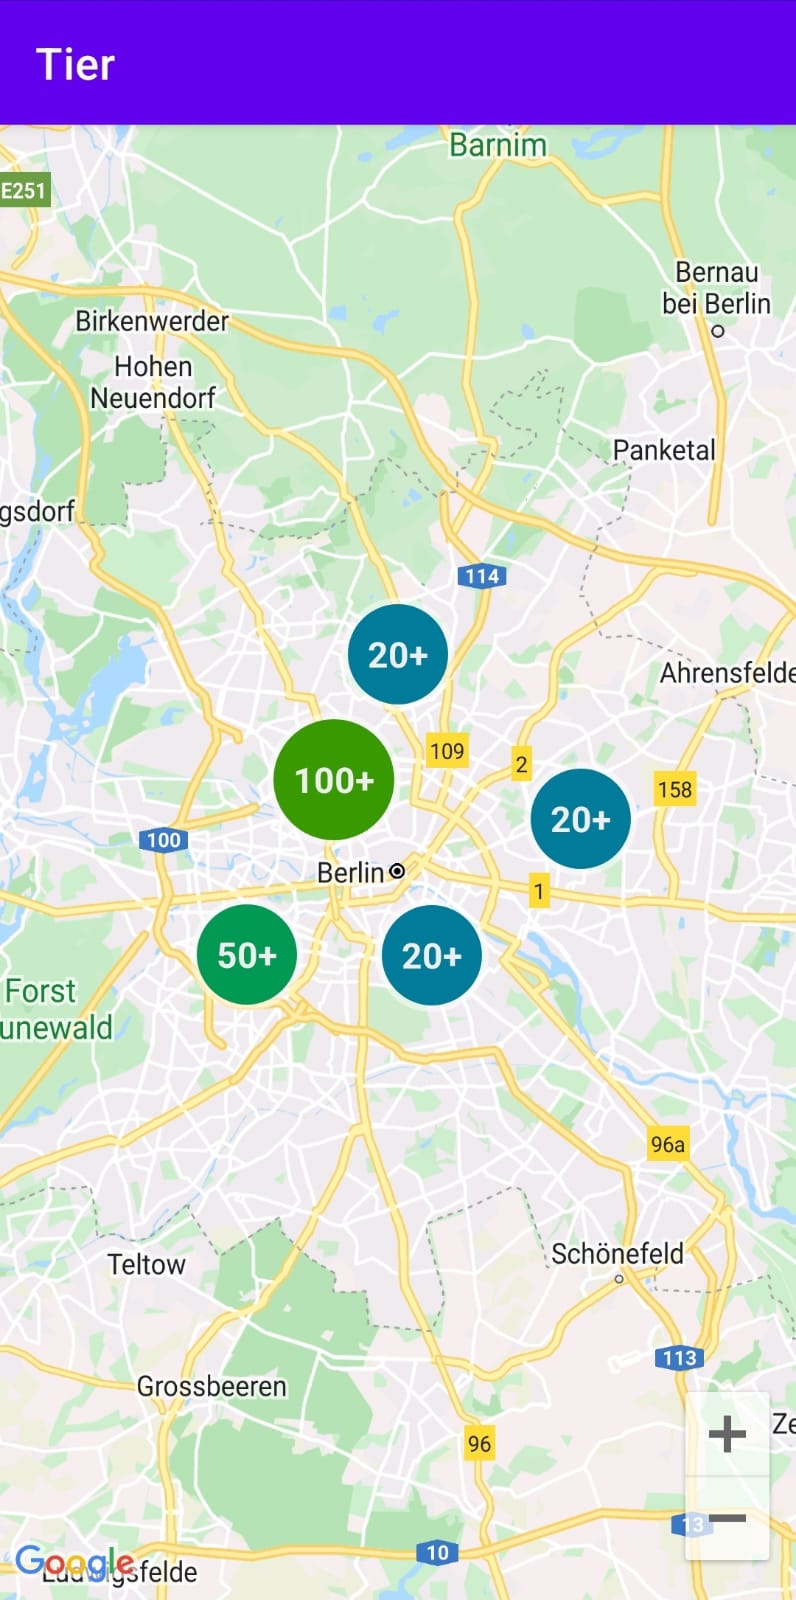 Tier
Barnim
E251
Bernau
bei Berlin
Birkenwerder
Hohen
Neuendorf
Panketal
gsdorf
114
20+
Ahrensfelde
109
2
100+
158
20+
100
Berlin
1
50+
20+
Forst
unewald
96a
Schönefeld
Teltow
113
Grossbeeren
+
Ze
96
13
−
10
Google
Ludwigsfelde